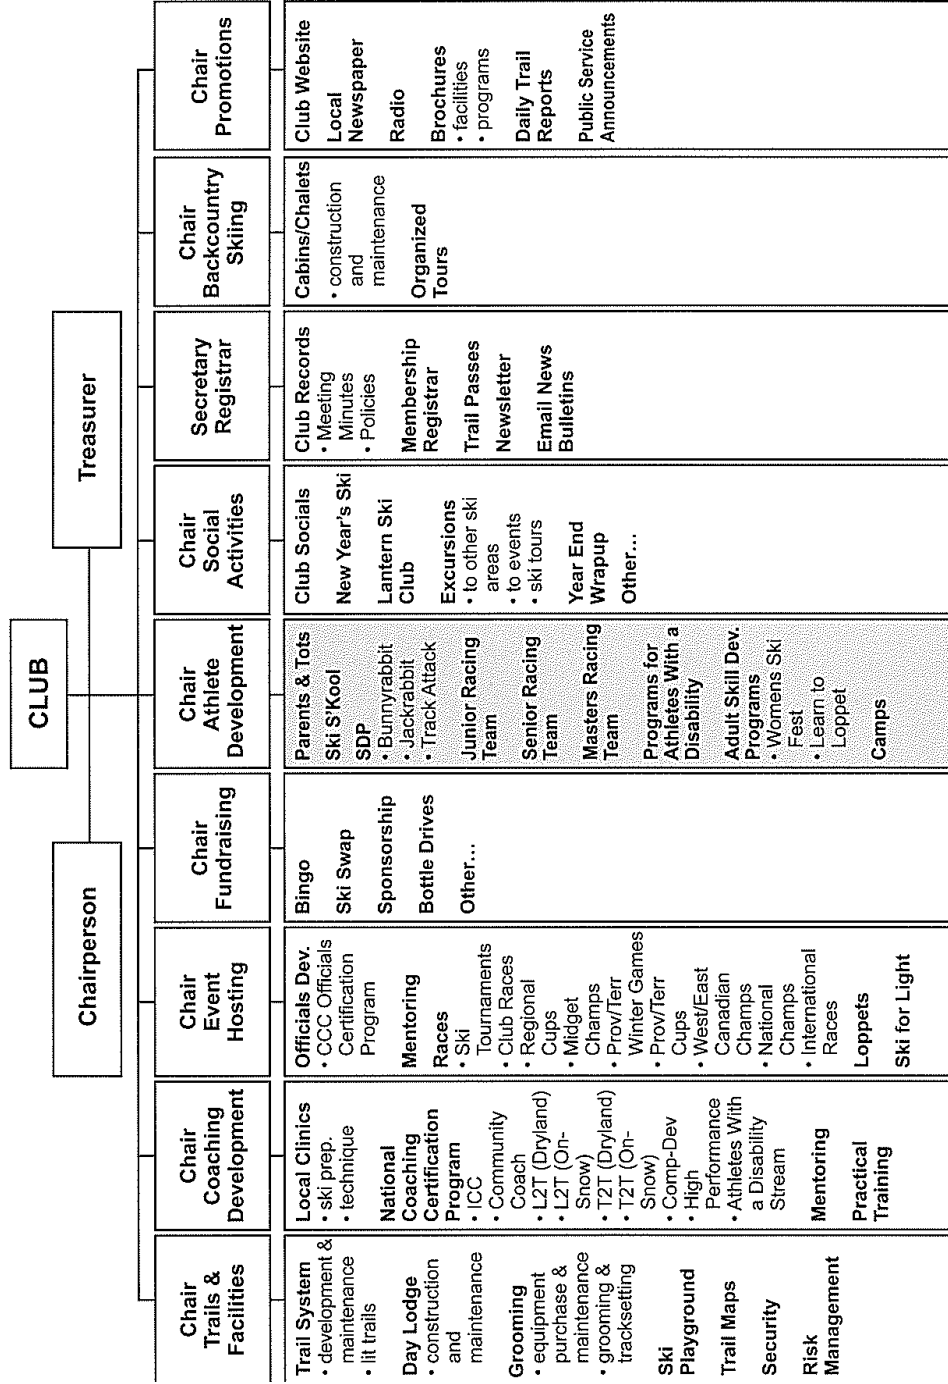 CLUB
Chairperson
Treasurer
Chair
Trails &
Facilities
Trail System
• development &
maintenance
• lit trails
Day Lodge
• construction
and
maintenance
Grooming
• equipment
purchase &
maintenance
• grooming &
tracksetting
Ski
Playground
Trail Maps
Security
Risk
Management
Chair
Coaching
Development
Local Clinics
• ski prep.
• technique
National
Coaching
Certification
Program
• ICC
• Community
Coach
• L2T (Dryland)
• L2T (On-
Snow)
• T2T (Dryland)
• T2T (On-
Snow)
• Comp-Dev
• High
Performance
• Athletes With
a Disability
Stream
Mentoring
Practical
Training
Chair
Event
Hosting
Officials Dev.
• CCC Officials
Certification
Program
Mentoring
Races
• Ski
Tournaments
• Club Races
• Regional
Cups
• Midget
Champs
• Prov/Terr
Winter Games
• Prov/Terr
Cups
• West/East
Canadian
Champs
• National
Champs
• International
Races
Loppets
Ski for Light
Chair
Fundraising
Bingo
Ski Swap
Sponsorship
Bottle Drives
Other...
Chair
Athlete
Development
Parents & Tots
Ski S'Kool
SDP
• Bunnyrabbit
• Jackrabbit
• Track Attack
Junior Racing
Team
Senior Racing
Team
Masters Racing
Team
Programs for
Athletes With a
Disability
Adult Skill Dev.
Programs
• Womens Ski
Fest
• Learn to
Loppet
Camps
Chair
Social
Activities
Club Socials
New Year's Ski
Lantern Ski
Club
Excursions
• to other ski
areas
• to events
• ski tours
Year End
Wrapup
Other...
Secretary
Registrar
Club Records
• Meeting
Minutes
• Policies
Membership
Registrar
Trail Passes
Newsletter
Email News
Bulletins
Chair
Backcountry
Skiing
Cabins/Chalets
• construction
and
maintenance
Organized
Tours
Chair
Promotions
Club Website
Local
Newspaper
Radio
Brochures
• facilities
• programs
Daily Trail
Reports
Public Service
Announcements